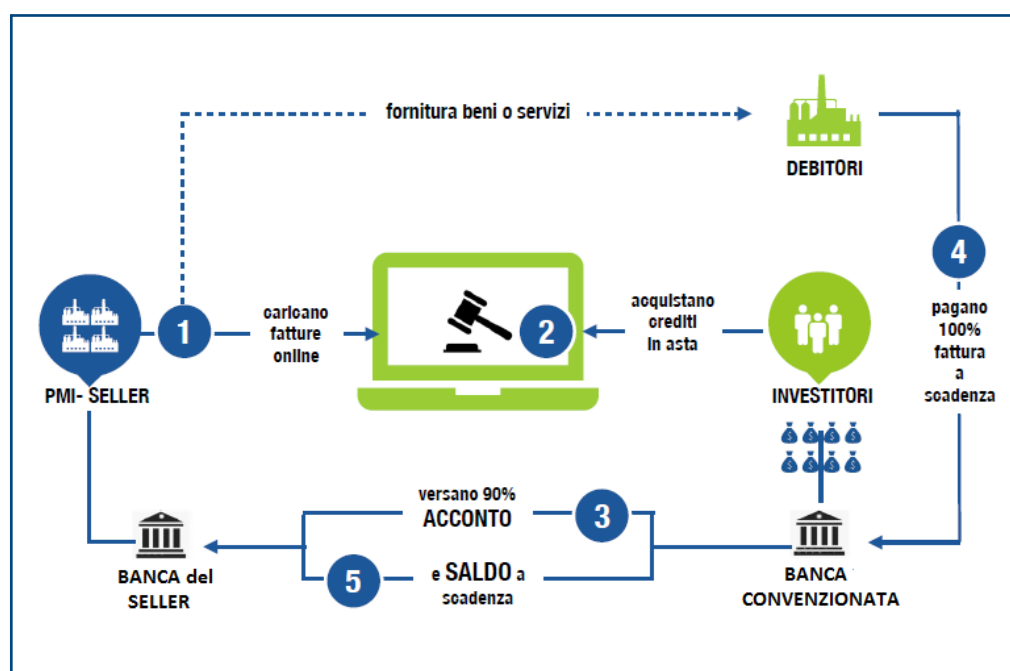 fornitura beni o servizi
DEBITORI
4
pagano
100%
fattura
a
scadenza
PMI- SELLER
1
caricano
fatture
online
2
acquistano
crediti
in asta
INVESTITORI
$ $ $ $
$ $ $ $
versano 90%
ACCONTO
3
BANCA del
SELLER
5
e SALDO a
scadenza
BANCA
CONVENZIONATA